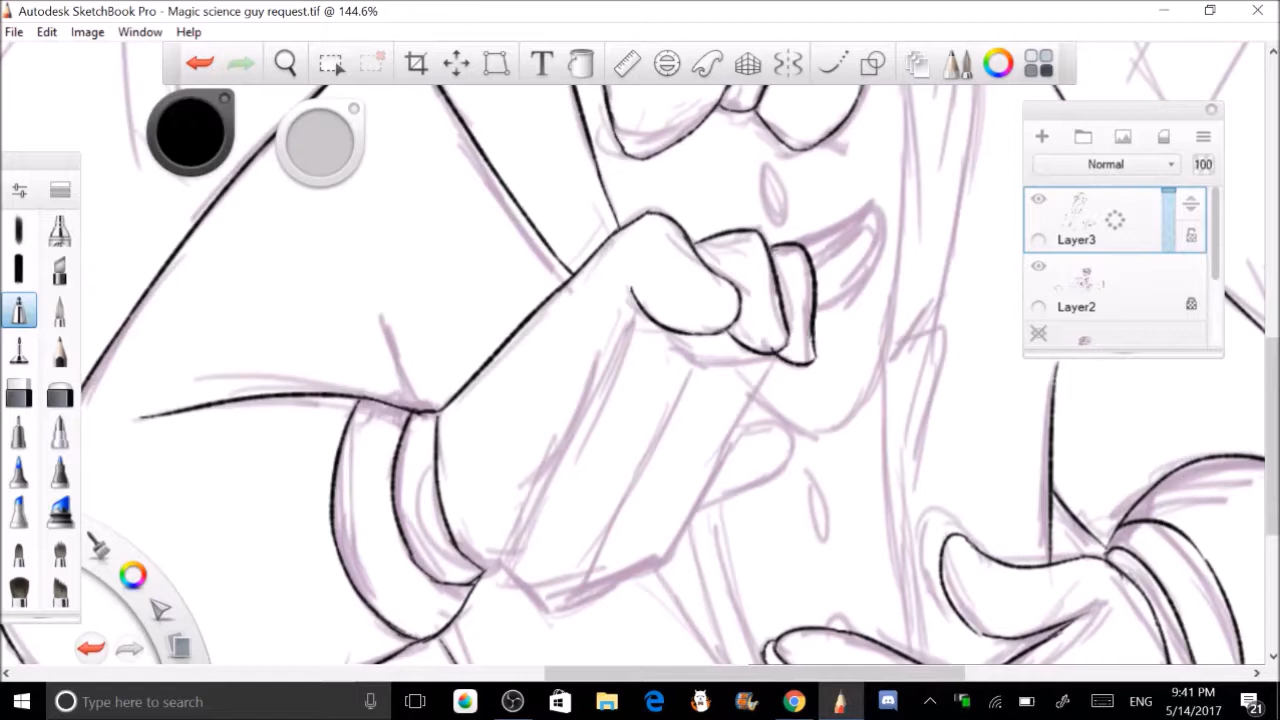 Autodesk SketchBook Pro - Magic science guy request.tif @ 144.6%
File Edit Image Window Help
T
Normal 100
Layer3
Layer2
Type here to search
ENG
9:41 PM
5/14/2017
21